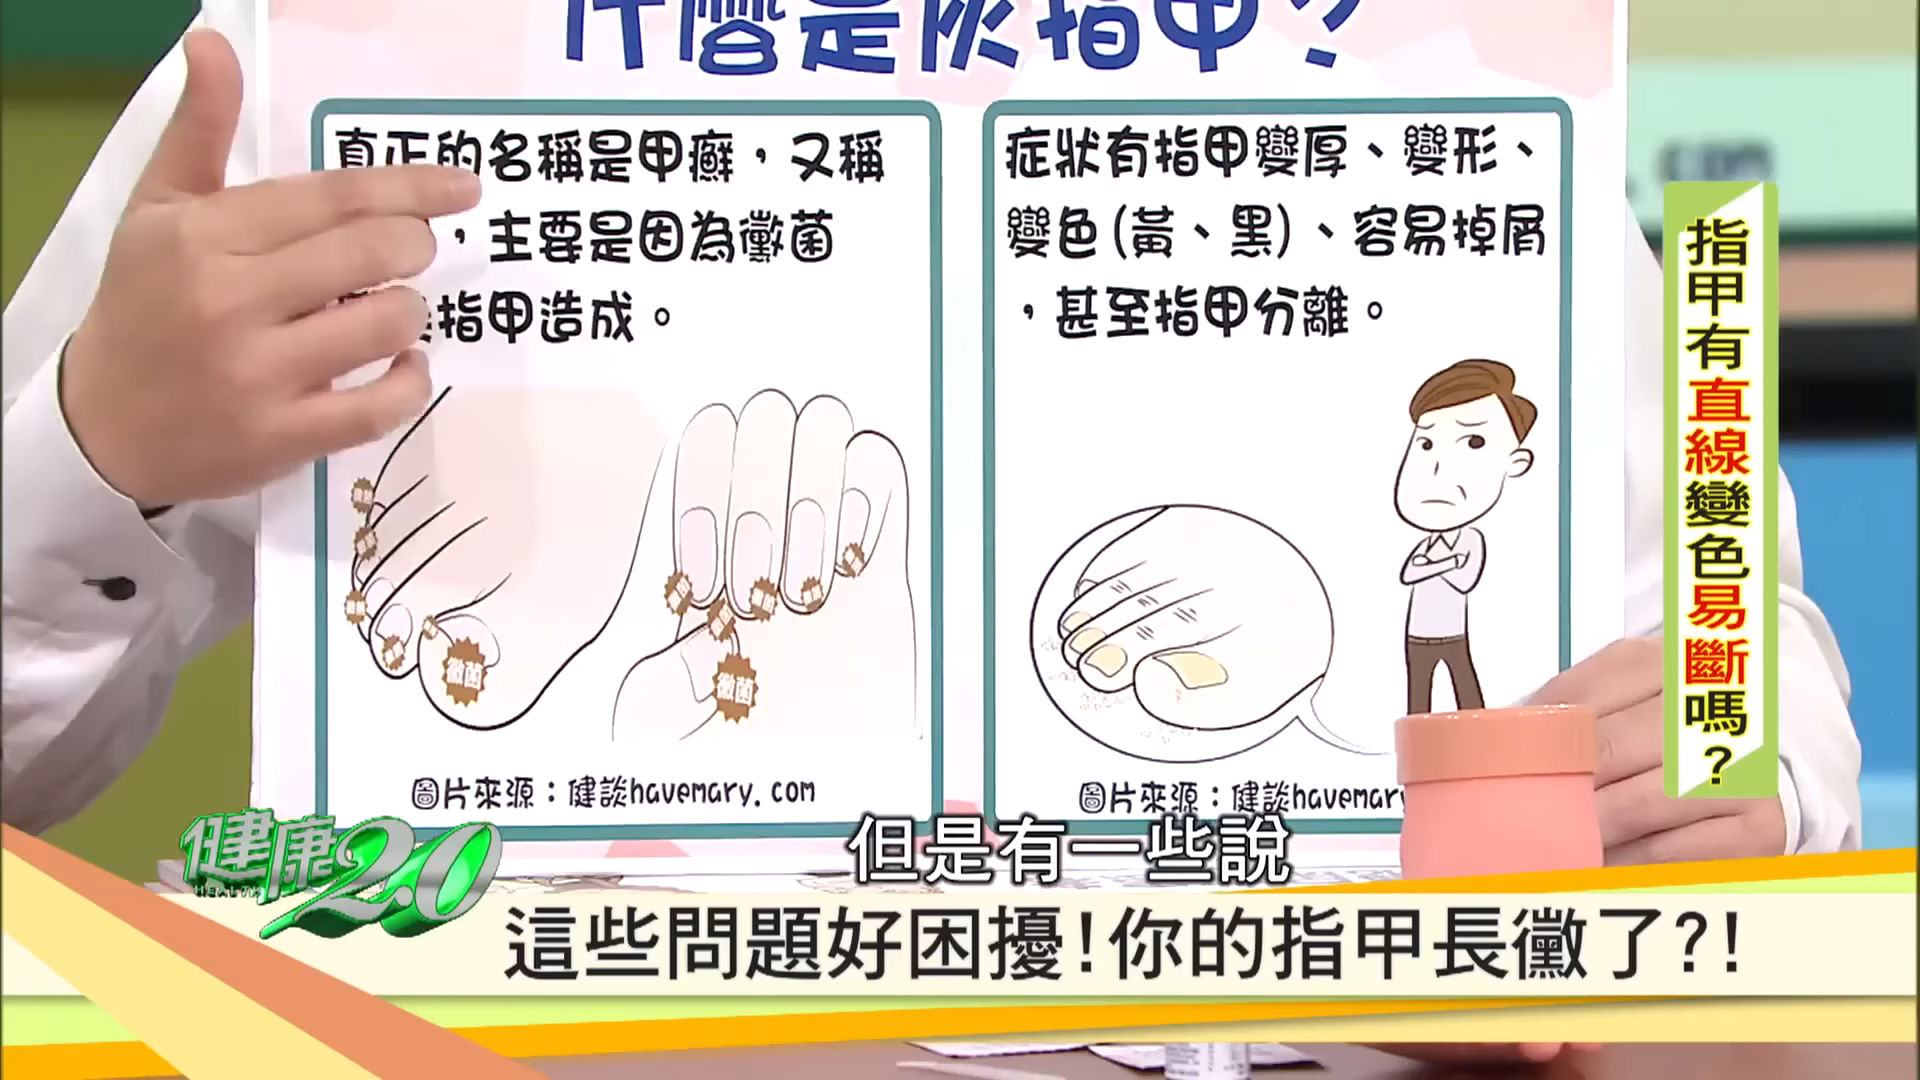 什麼是灰指甲?
真正的名稱是甲癬，又稱
，主要是因為黴菌
指甲造成。
黴菌
黴菌
圖片來源：健談havemary.com
症狀有指甲變厚、變形、
變色(黃、黑)、容易掉屑
，甚至指甲分離。
圖片來源：健談havemary
指甲有直線變色易斷嗎？
健康2.0
HEALTH
但是有一些說
這些問題好困擾!你的指甲長黴了?!